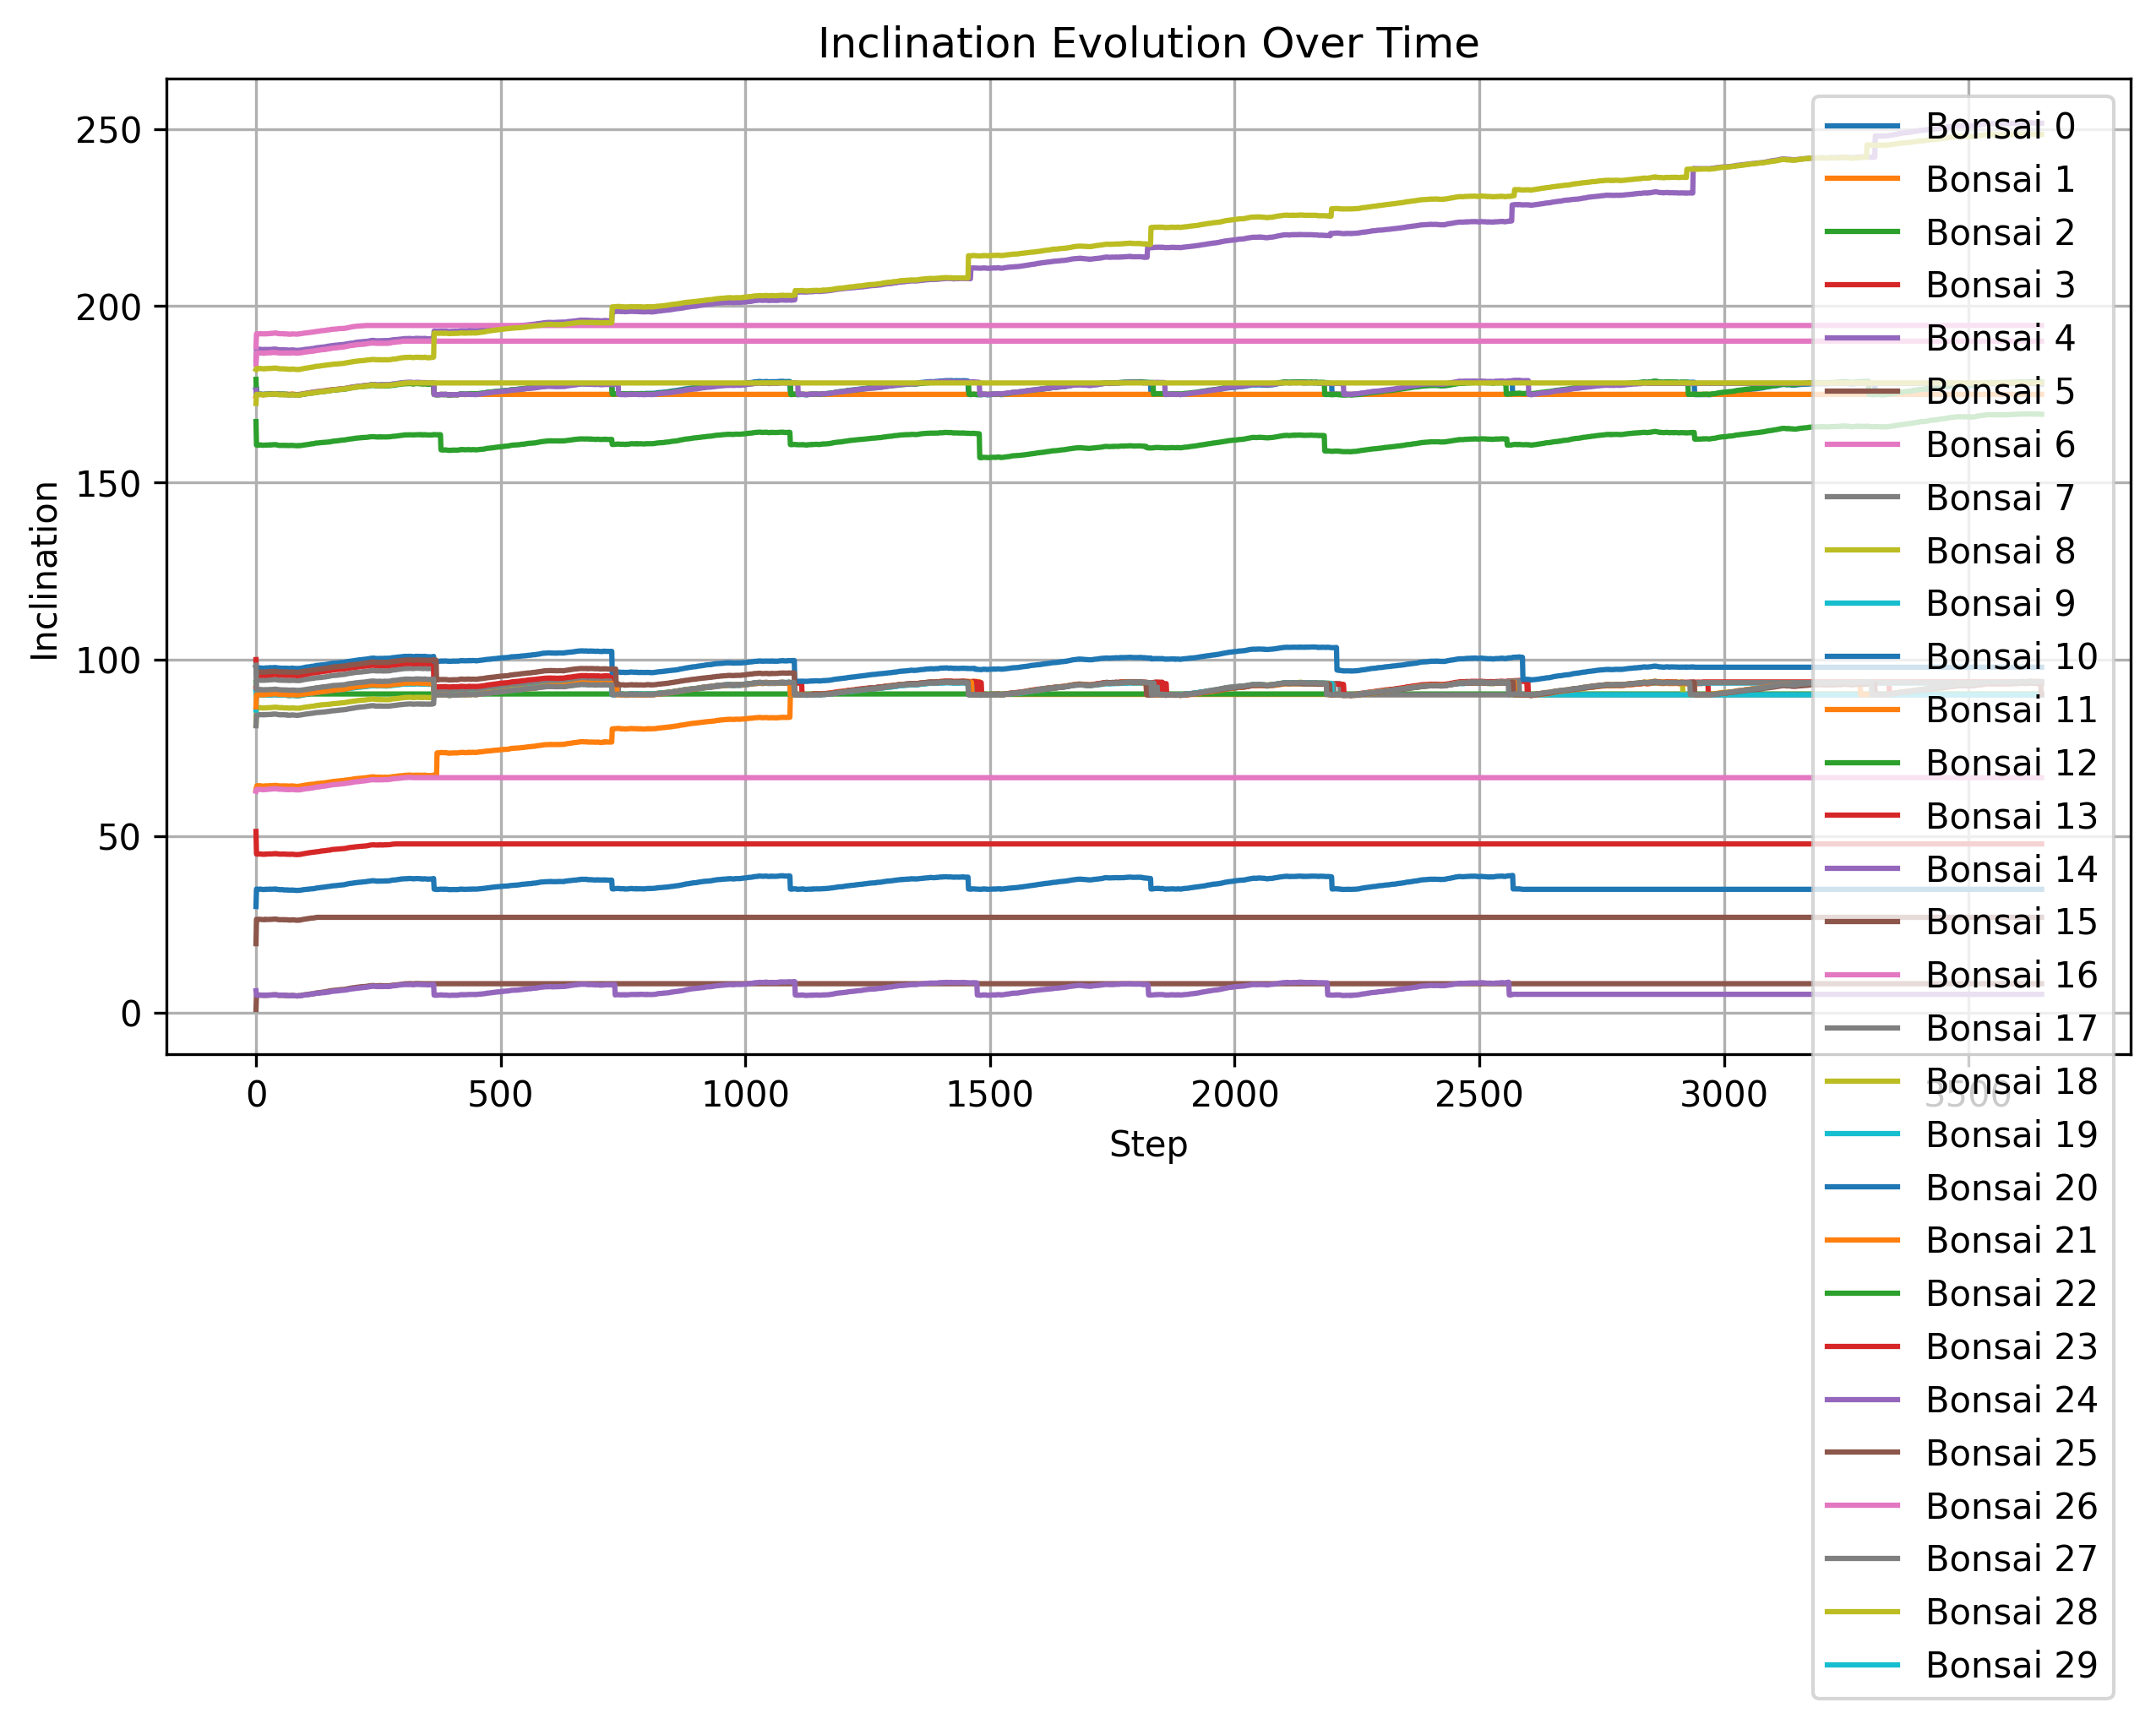 Inclination Evolution Over Time
250
200
150
100
50
0
Inclination
0
500
1000
1500
2000
2500
3000
3500
Step
Bonsai 0
Bonsai 1
Bonsai 2
Bonsai 3
Bonsai 4
Bonsai 5
Bonsai 6
Bonsai 7
Bonsai 8
Bonsai 9
Bonsai 10
Bonsai 11
Bonsai 12
Bonsai 13
Bonsai 14
Bonsai 15
Bonsai 16
Bonsai 17
Bonsai 18
Bonsai 19
Bonsai 20
Bonsai 21
Bonsai 22
Bonsai 23
Bonsai 24
Bonsai 25
Bonsai 26
Bonsai 27
Bonsai 28
Bonsai 29